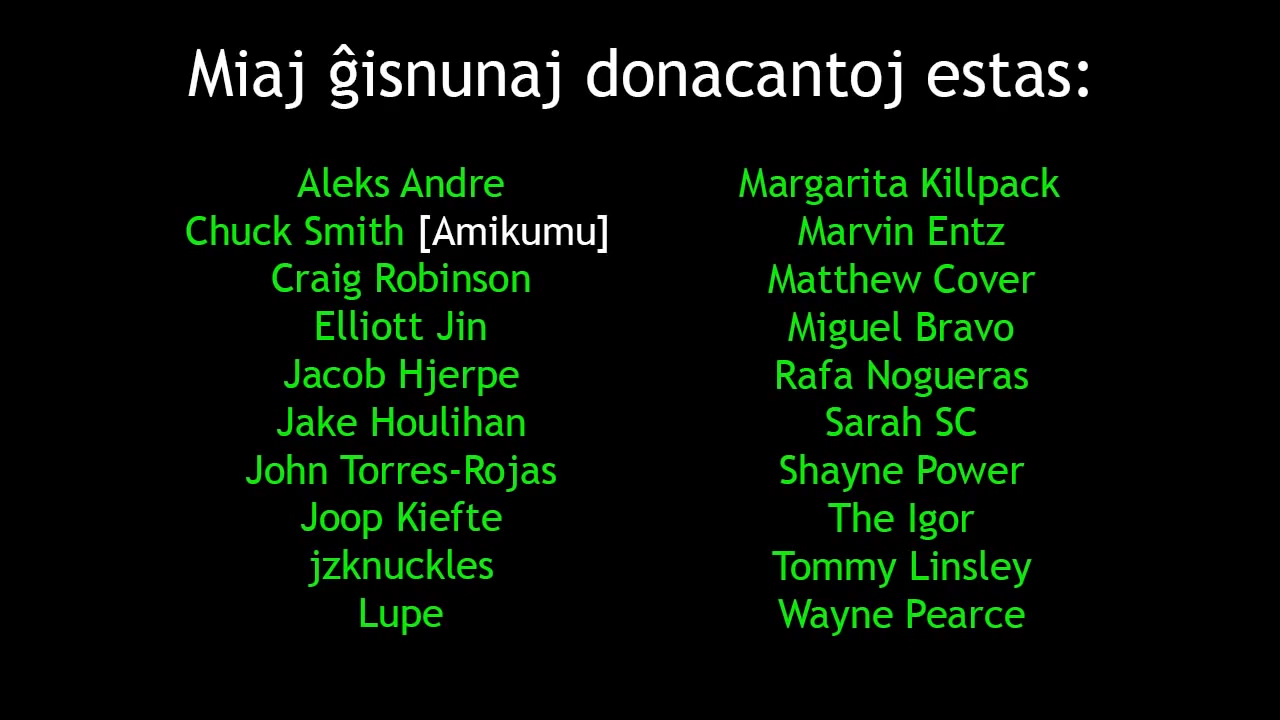 Miaj ĝisnunaj donacantoj estas:
Aleks Andre
Chuck Smith [Amikumu]
Craig Robinson
Elliott Jin
Jacob Hjerpe
Jake Houlihan
John Torres-Rojas
Joop Kiefte
jzknuckles
Lupe
Margarita Killpack
Marvin Entz
Matthew Cover
Miguel Bravo
Rafa Nogueras
Sarah SC
Shayne Power
The Igor
Tommy Linsley
Wayne Pearce